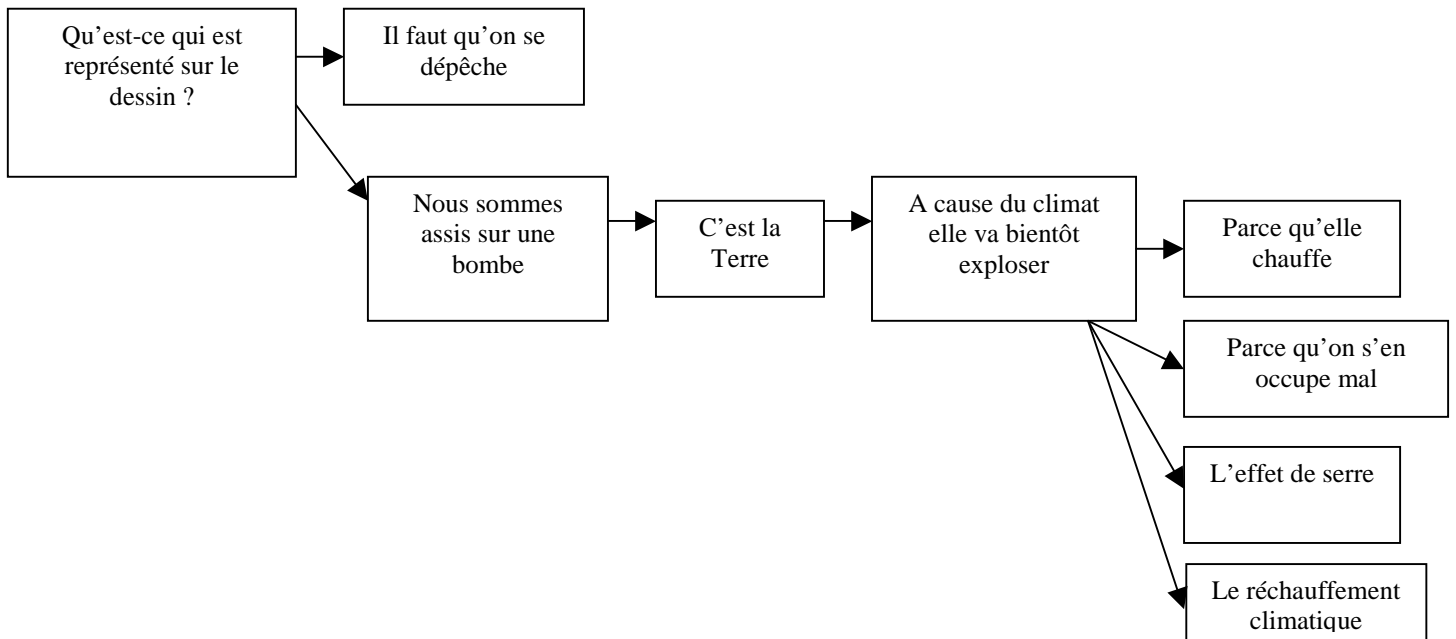 Qu’est-ce qui est
représenté sur le
dessin ?
Il faut qu’on se
dépêche
Nous sommes
assis sur une
bombe
C’est la
Terre
A cause du climat
elle va bientôt
exploser
Parce qu’elle
chauffe
Parce qu’on s’en
occupe mal
L’effet de serre
Le réchauffement
climatique